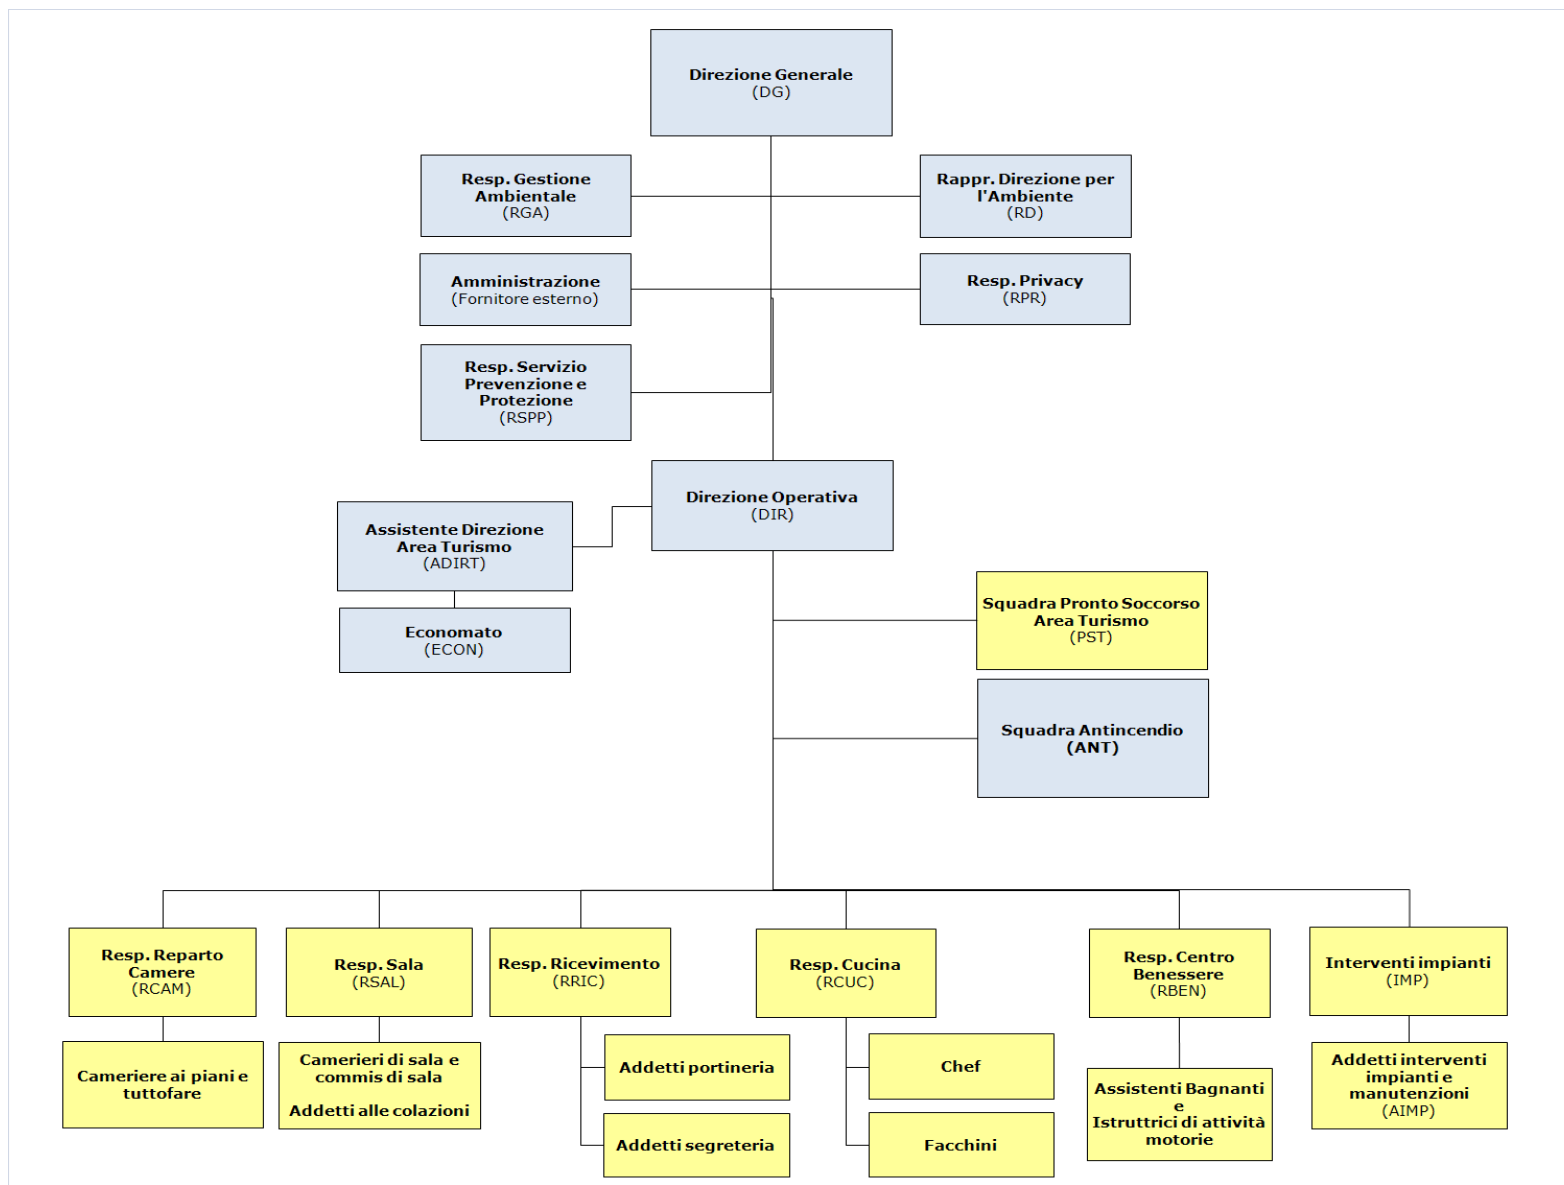 Direzione Generale
(DG)
Resp. Gestione
Ambientale
(RGA)
Rappr. Direzione per
l'Ambiente
(RD)
Amministrazione
(Fornitore esterno)
Resp. Privacy
(RPR)
Resp. Servizio
Prevenzione e
Protezione
(RSPP)
Direzione Operativa
(DIR)
Assistente Direzione
Area Turismo
(ADIRT)
Economato
(ECON)
Squadra Pronto Soccorso
Area Turismo
(PST)
Squadra Antincendio
(ANT)
Resp. Reparto
Camere
(RCAM)
Resp. Sala
(RSAL)
Resp. Ricevimento
(RRIC)
Resp. Cucina
(RCUC)
Resp. Centro
Benessere
(RBEN)
Interventi impianti
(IMP)
Cameriere ai piani e
tuttofare
Camerieri di sala e
commis di sala
Addetti alle colazioni
Addetti portineria
Addetti segreteria
Chef
Facchini
Assistenti Bagnanti
e
Istruttrici di attività
motorie
Addetti interventi
impianti e
manutenzioni
(AIMP)